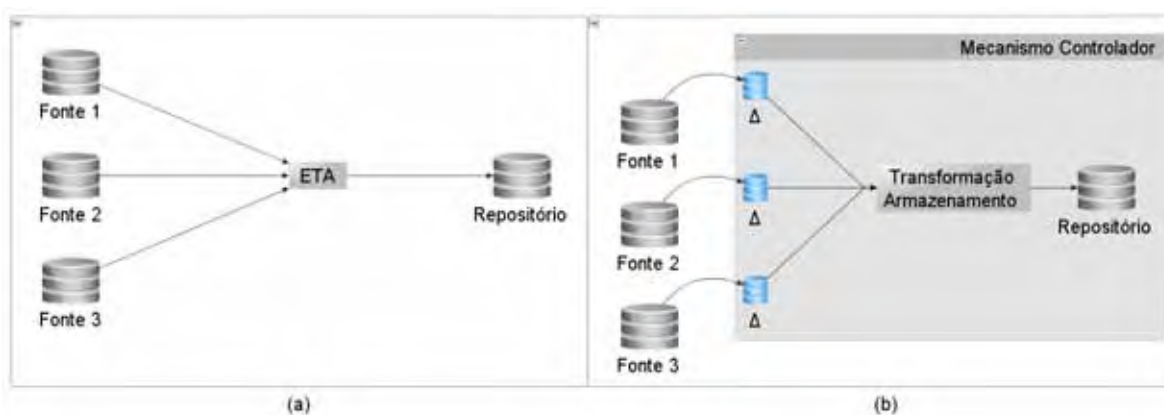 Fonte 1
Fonte 2
Fonte 3
ETA
Repositório
(a)
Mecanismo Controlador
Fonte 1
Δ
Fonte 2
Δ
Fonte 3
Δ
Transformação
Armazenamento
Repositório
(b)